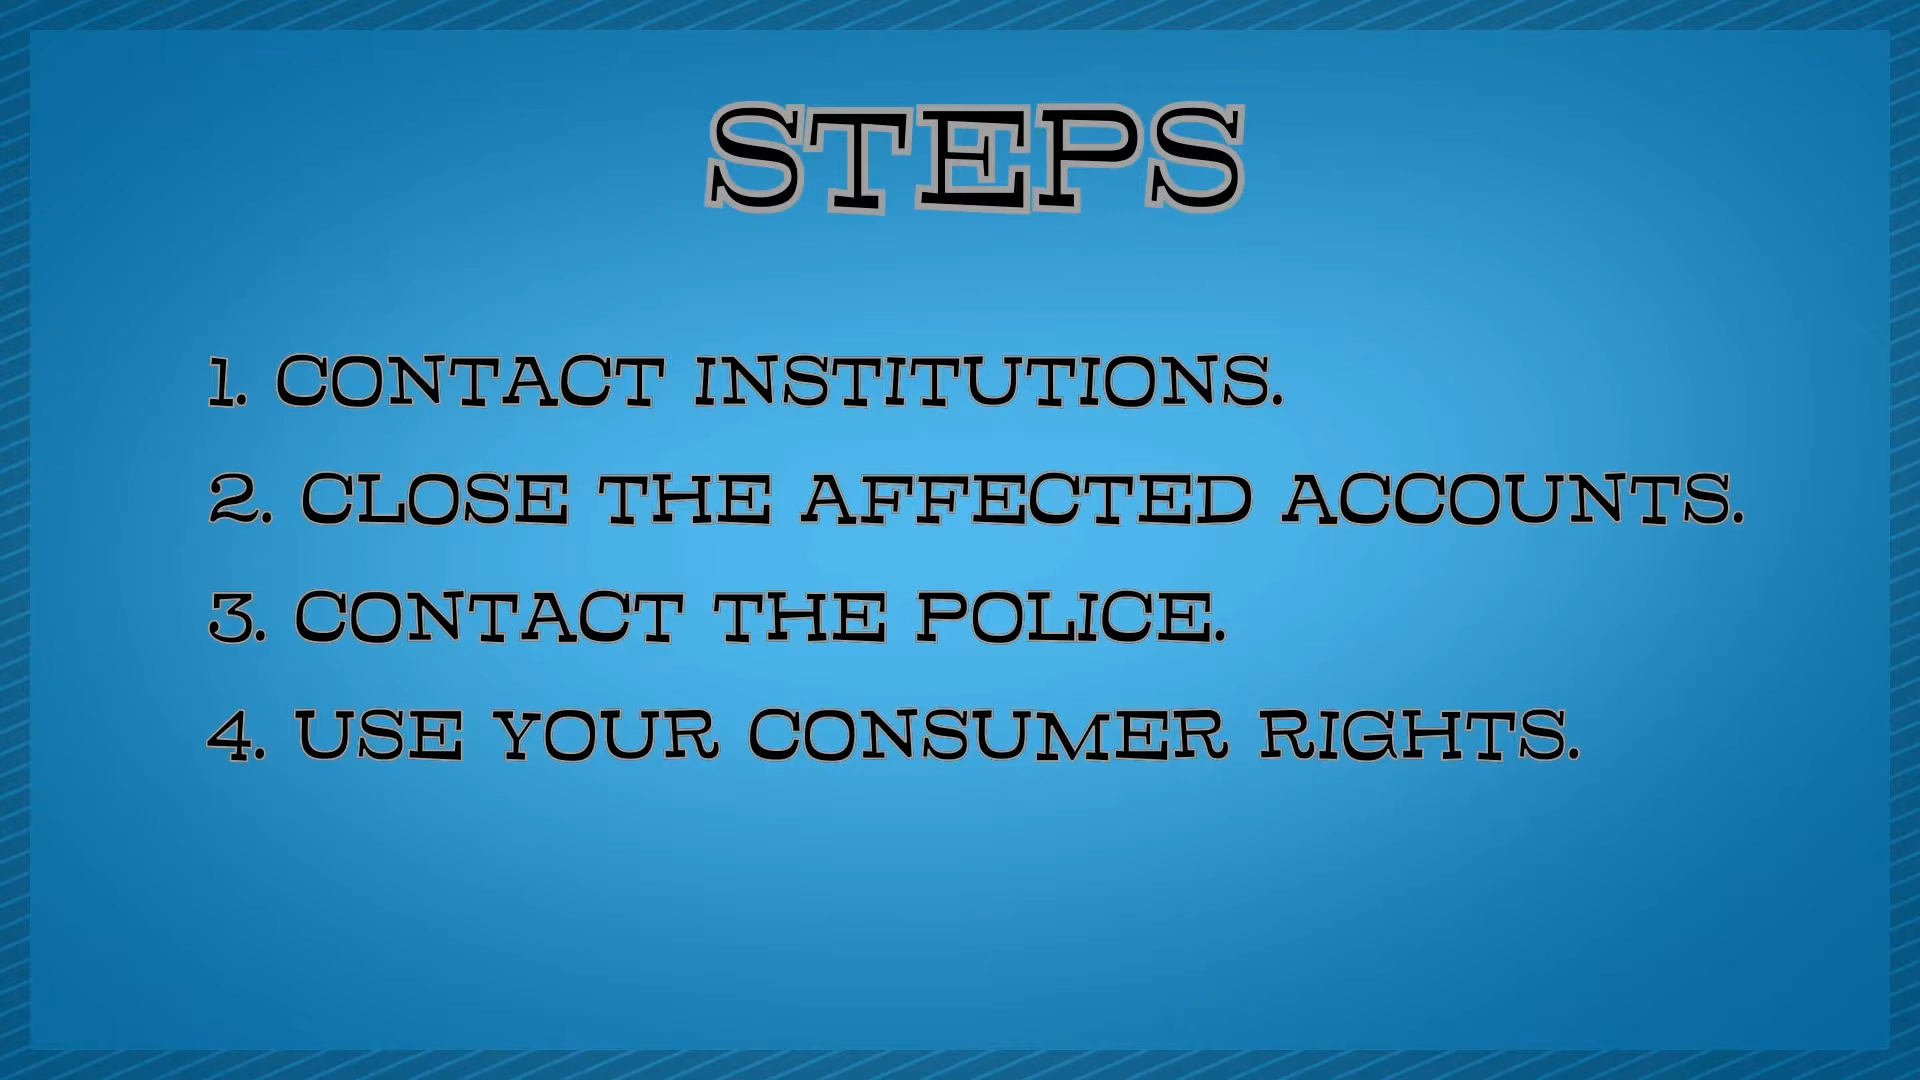 STEPS
1. CONTACT INSTITUTIONS.
2. CLOSE THE AFFECTED ACCOUNTS.
3. CONTACT THE POLICE.
4. USE YOUR CONSUMER RIGHTS.